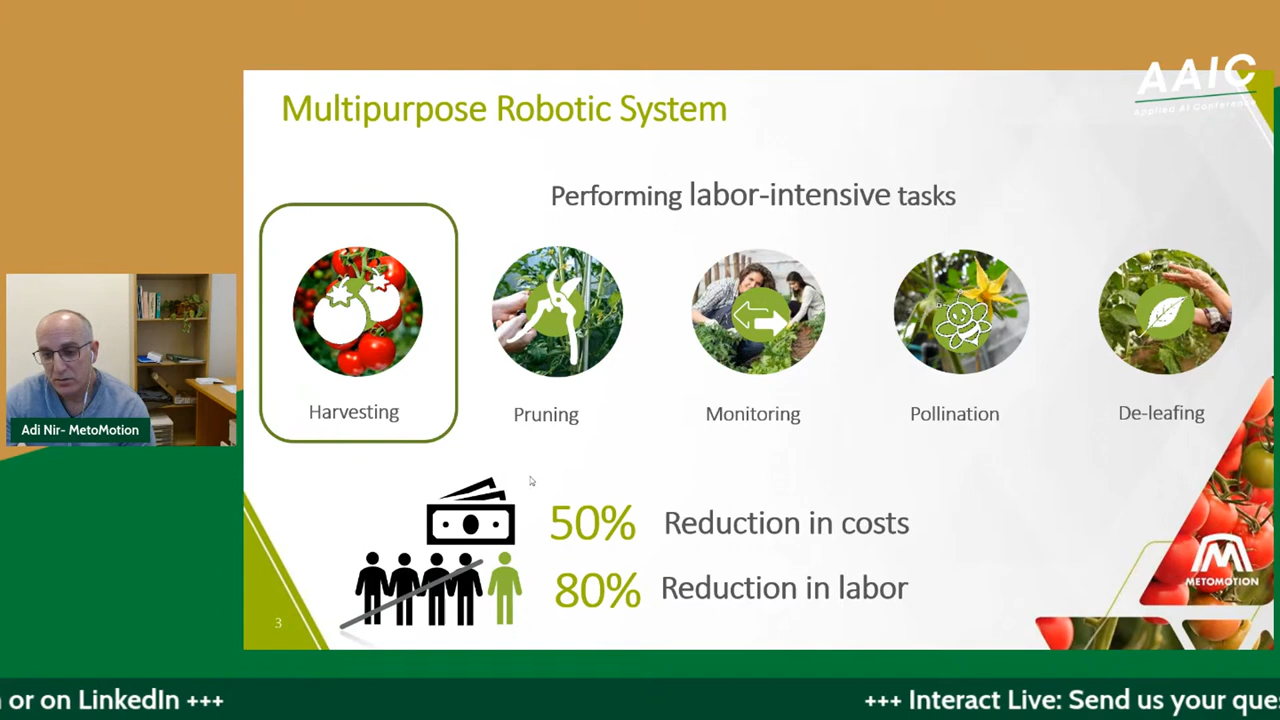 AAIC
Applied AI Conference
Multipurpose Robotic System
Performing labor-intensive tasks
Harvesting
Pruning
Monitoring
Pollination
De-leafing
Adi Nir- MetoMotion
50% Reduction in costs
80% Reduction in labor
METOMOTION
3
or on LinkedIn +++
+++ Interact Live: Send us your que